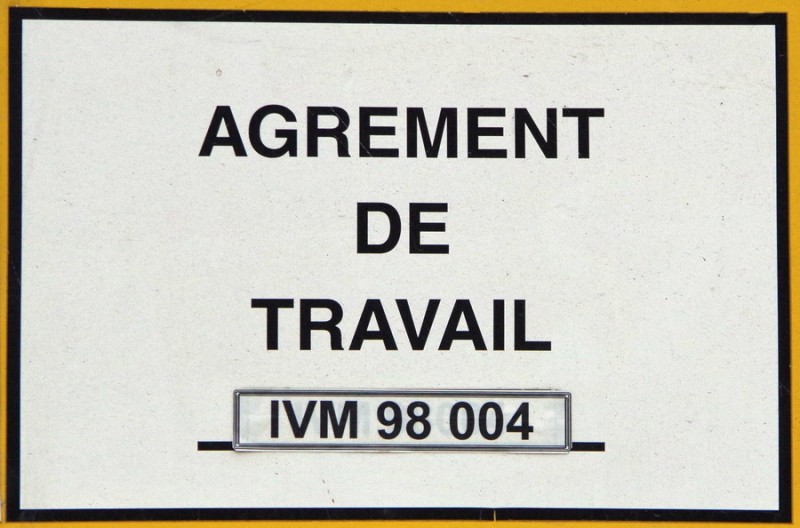 AGREMENT
DE
TRAVAIL
IVM 98 004